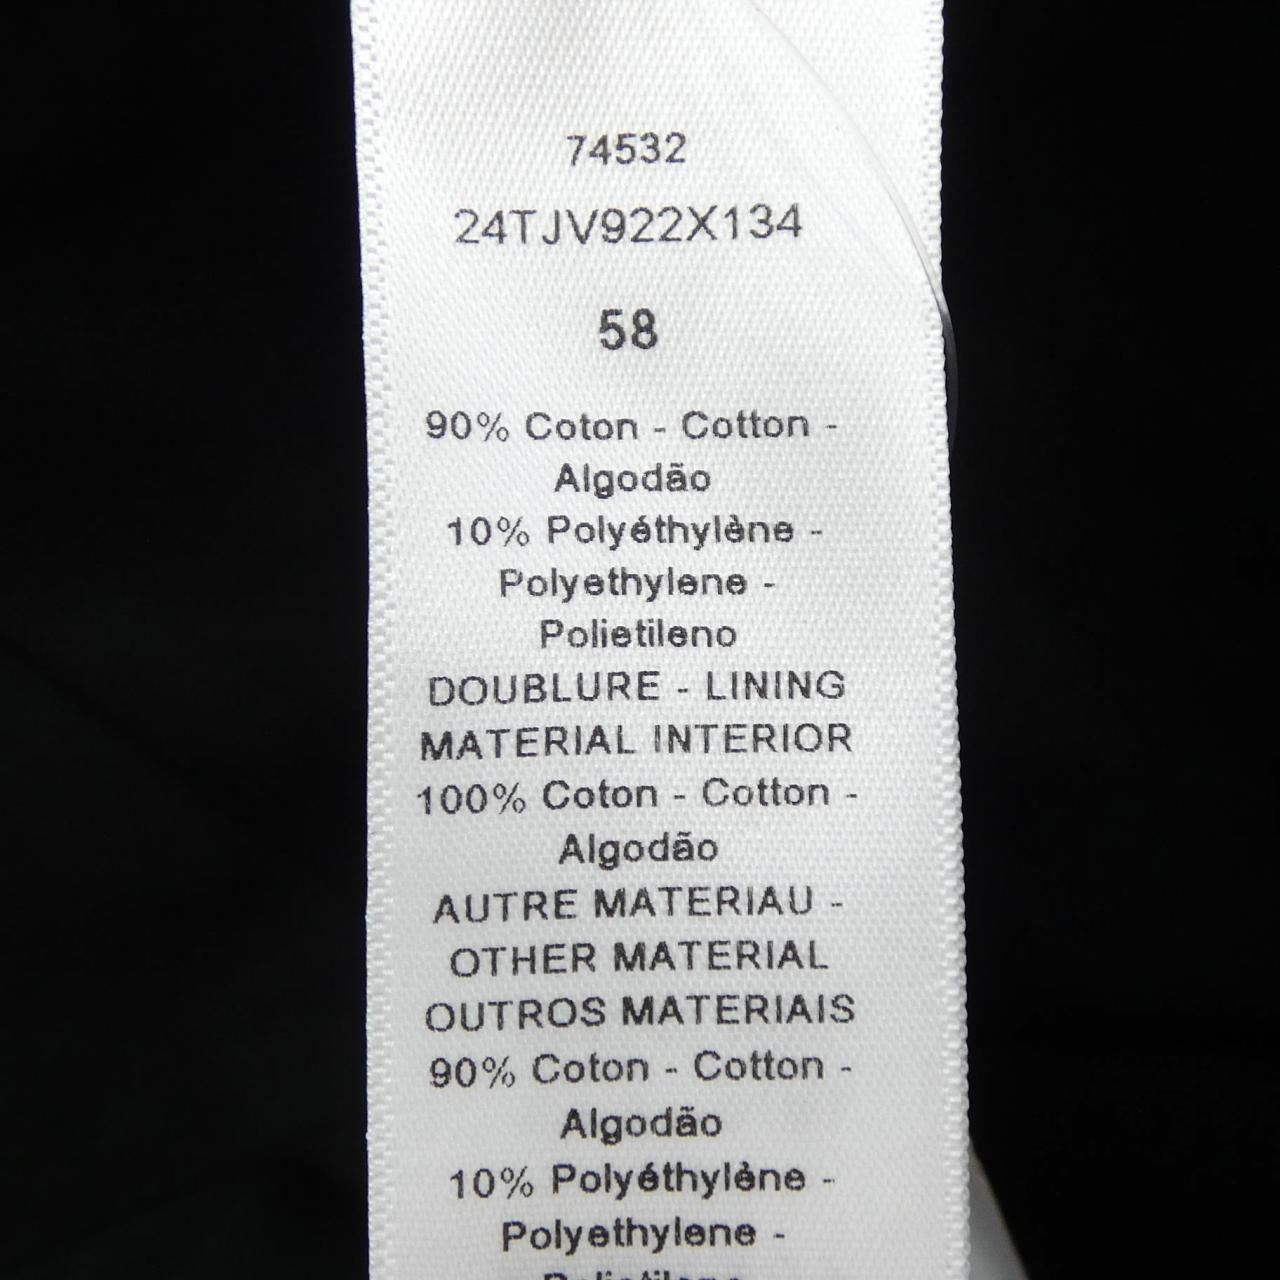 74532
24TJV922X134
58
90% Coton - Cotton -
Algodão
10% Polyéthylène -
Polyethylene -
Polietileno
DOUBLURE - LINING
MATERIAL INTERIOR
100% Coton - Cotton -
Algodão
AUTRE MATERIAU -
OTHER MATERIAL
OUTROS MATERIAIS
90% Coton - Cotton -
Algodão
10% Polyéthylène -
Polyethylene -